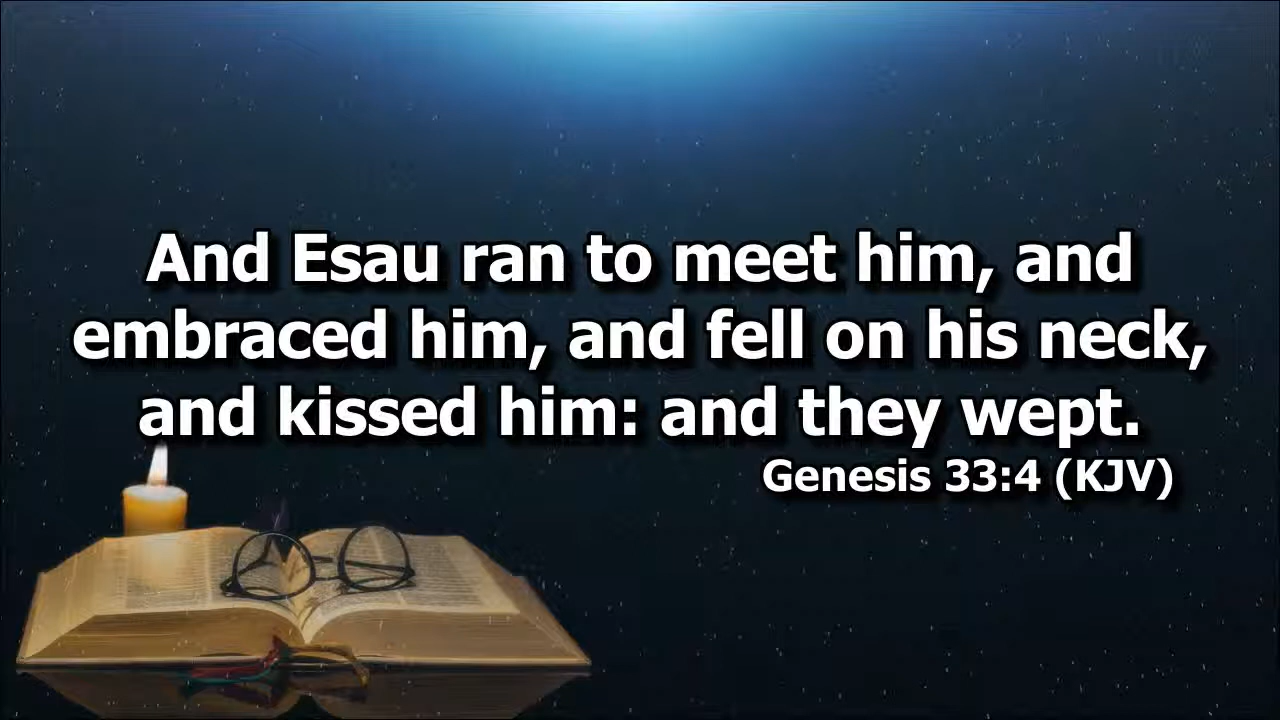 And Esau ran to meet him, and
embraced him, and fell on his neck,
and kissed him: and they wept.
Genesis 33:4 (KJV)